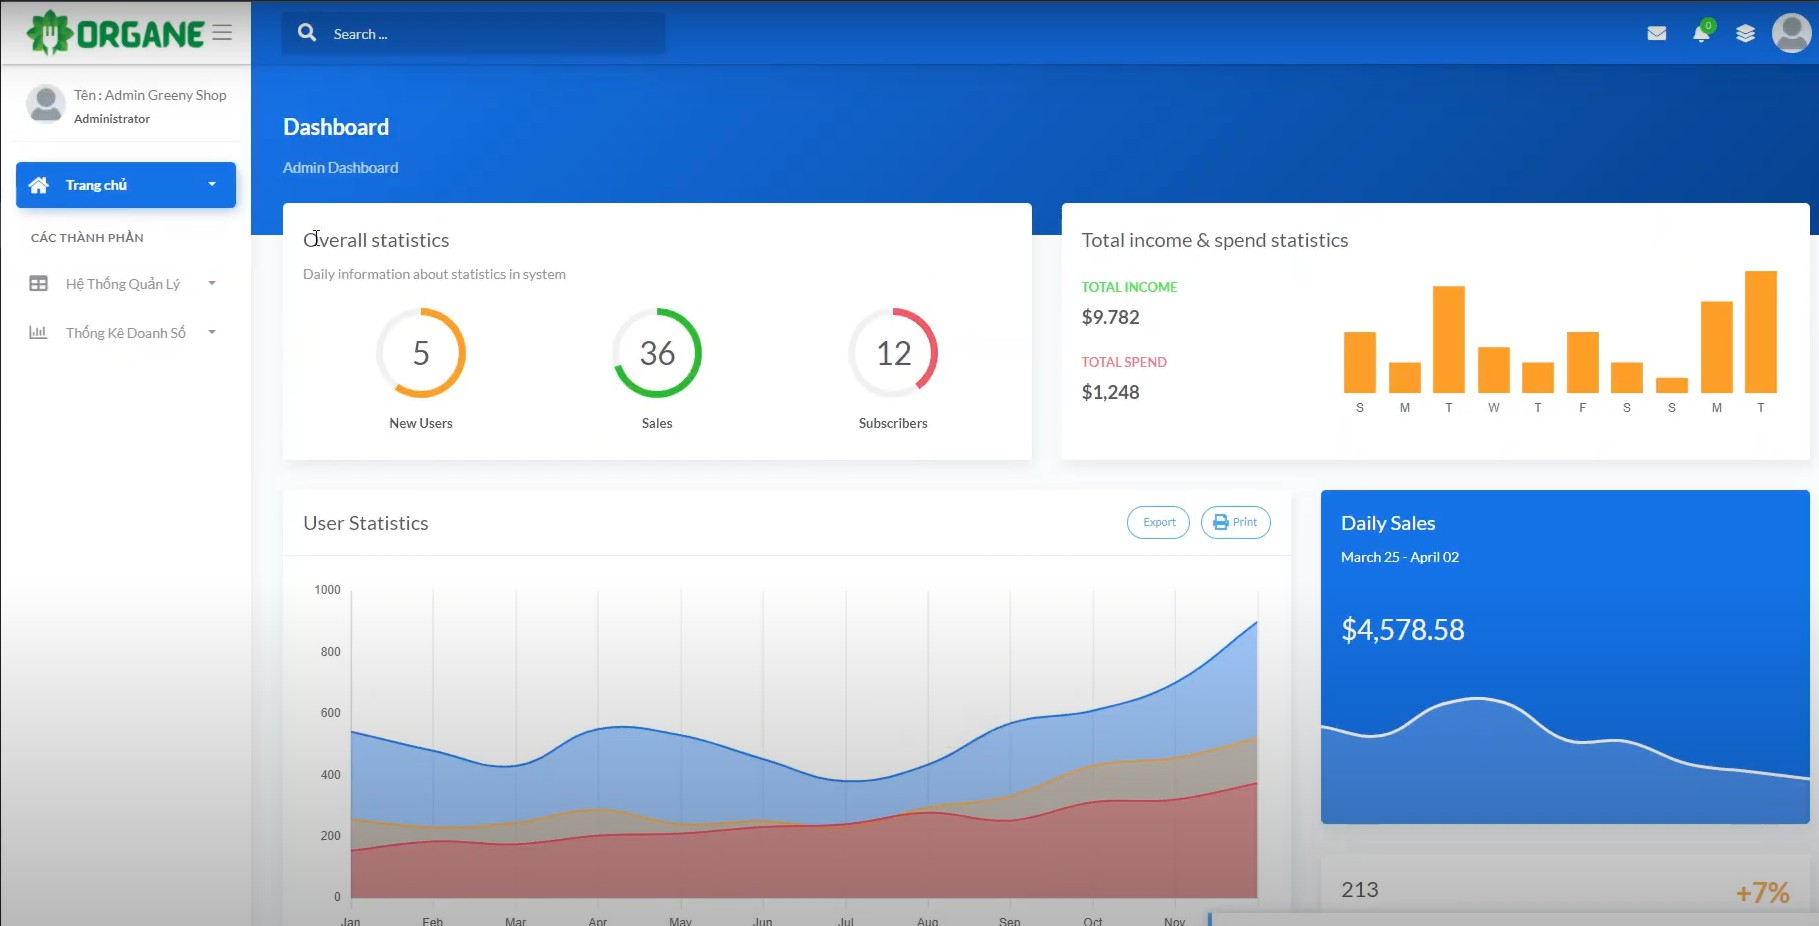 ORGANE
Search ...
0
Tên : Admin Greeny Shop
Administrator
Trang chủ
CÁC THÀNH PHẦN
Hệ Thống Quản Lý
Thống Kê Doanh Số
Dashboard
Admin Dashboard
Overall statistics
Daily information about statistics in system
5
36
12
New Users
Sales
Subscribers
Total income & spend statistics
TOTAL INCOME
$9.782
TOTAL SPEND
$1,248
S M T W T F S S M T
User Statistics
Export
Print
1000
800
600
400
200
0
Jan Feb Mar Apr May Jun Jul Aug Sep Oct Nov
Daily Sales
March 25 - April 02
$4,578.58
213
+7%